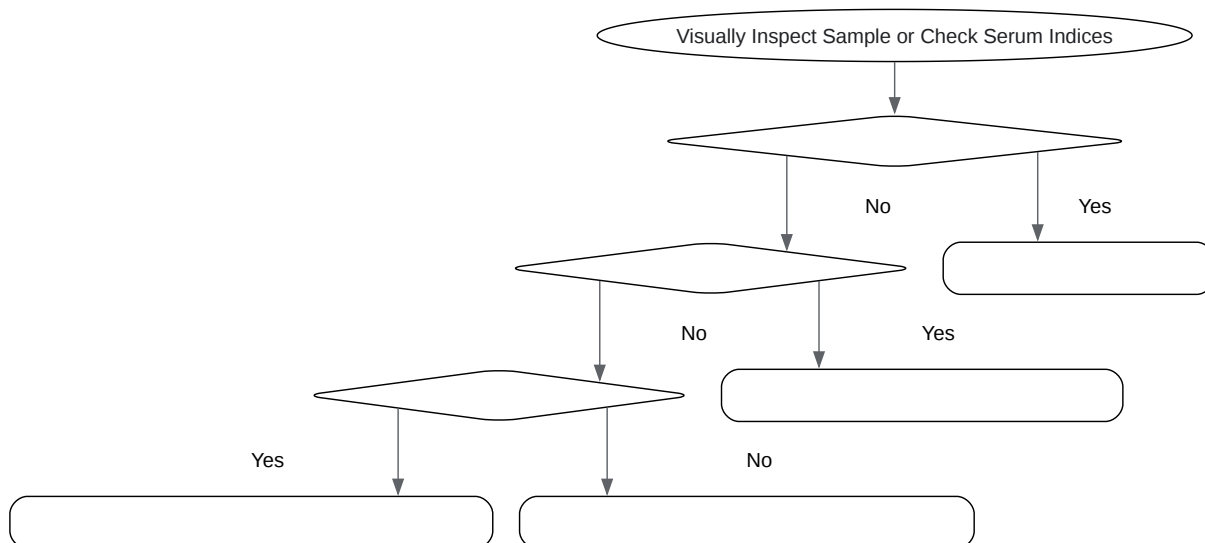 Visually Inspect Sample or Check Serum Indices
No
Yes
No
Yes
Yes
No